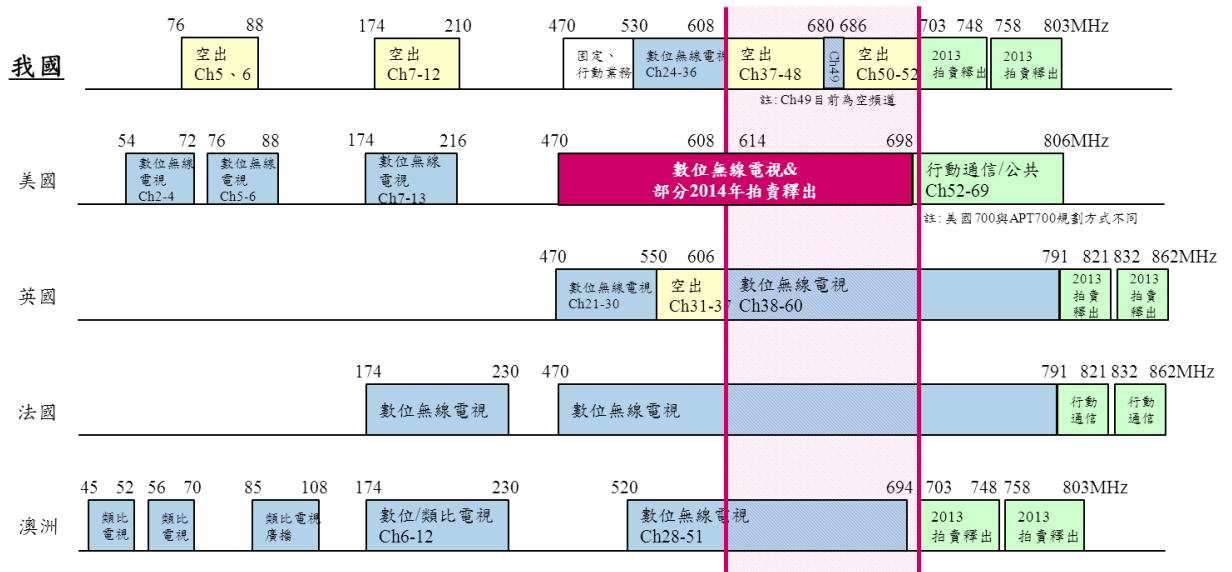 76 88 174 210 470 530 608 680 686 703 748 758 803MHz
我國
空出
Ch5、6
空出
Ch7-12
固定、
行動業務
數位無線電視
Ch24-36
空出
Ch37-48
Ch49
空出
Ch50-52
2013
拍賣釋出
2013
拍賣釋出
註:Ch49目前為空頻道
54 72 76 88 174 216 470 608 614 698 806MHz
美國
數位無線
電視
Ch2-4
數位無線
電視
Ch5-6
數位無線
電視
Ch7-13
數位無線電視&
部分2014年拍賣釋出
行動通信/公共
Ch52-69
註:美國700與APT700規劃方式不同
470 550 606 791 821 832 862MHz
英國
數位無線電視
Ch21-30
空出
Ch31-37
數位無線電視
Ch38-60
2013
拍賣
釋出
2013
拍賣
釋出
174 230 470 791 821 832 862MHz
法國
數位無線電視
數位無線電視
行動
通信
行動
通信
45 52 56 70 85 108 174 230 520 694 703 748 758 803MHz
澳洲
類比
電視
類比
電視
類比電視
廣播
數位/類比電視
Ch6-12
數位無線電視
Ch28-51
2013
拍賣釋出
2013
拍賣釋出